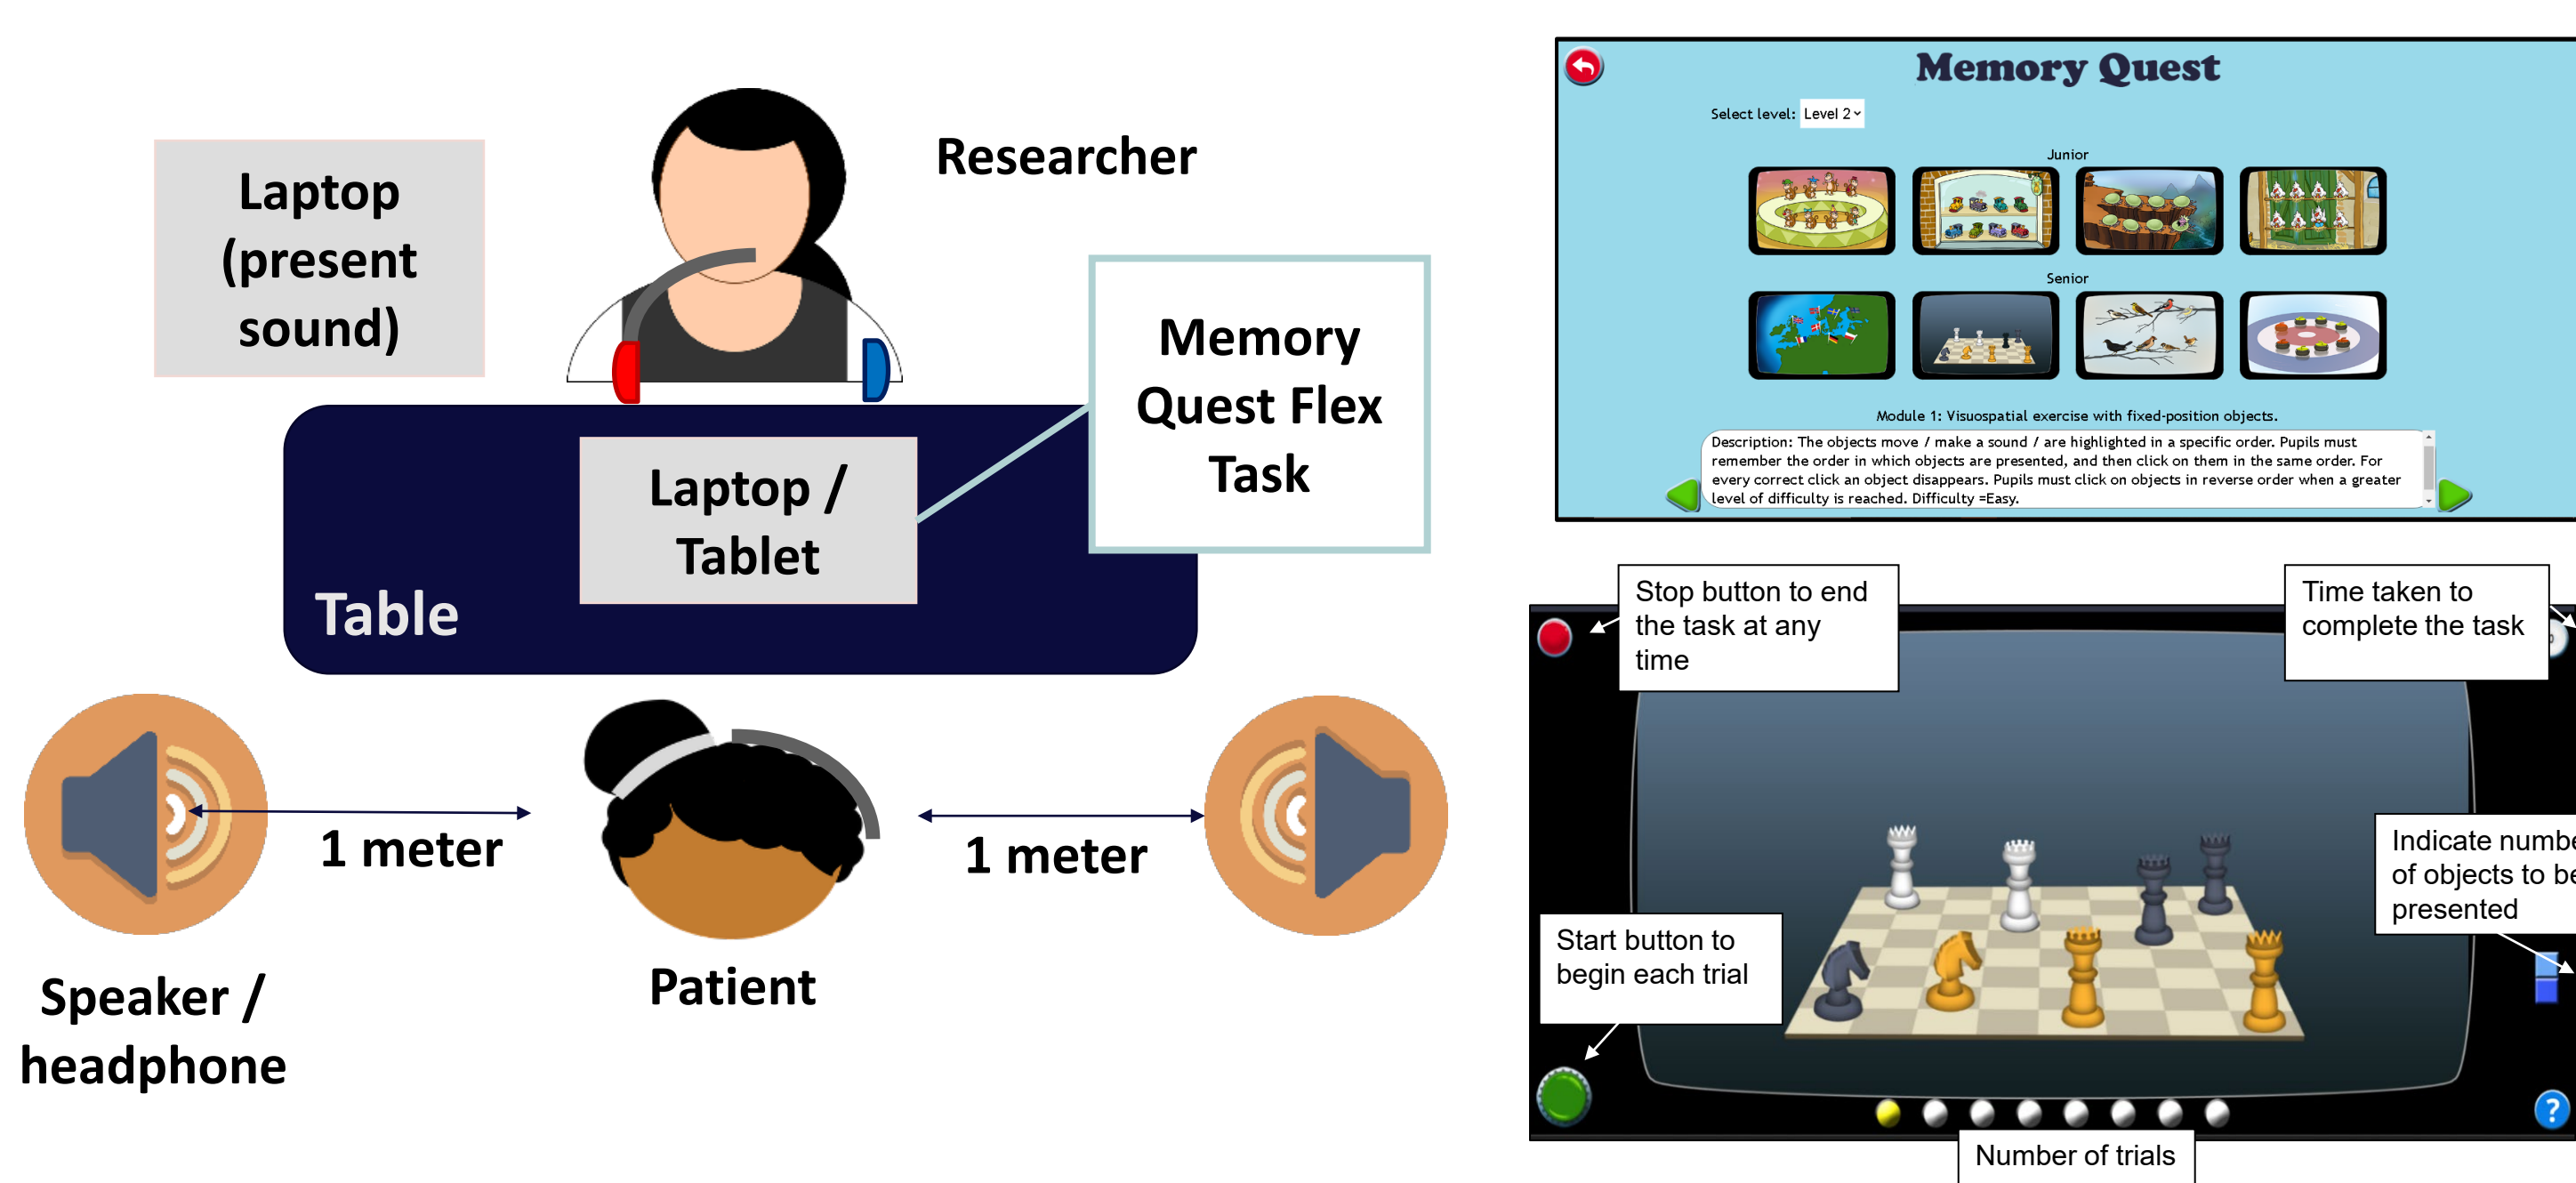 Laptop
(present
sound)
Researcher
Memory
Quest Flex
Task
Laptop /
Tablet
Table
1 meter
1 meter
Speaker /
headphone
Patient
Memory Quest
Select level: Level 2
Junior
Senior
Module 1: Visuospatial exercise with fixed-position objects.
Description: The objects move / make a sound / are highlighted in a specific order. Pupils must
remember the order in which objects are presented, and then click on them in the same order. For
every correct click an object disappears. Pupils must click on objects in reverse order when a greater
level of difficulty is reached. Difficulty =Easy.
Stop button to end
the task at any
time
Time taken to
complete the task
Indicate numbe
of objects to be
presented
Start button to
begin each trial
?
Number of trials